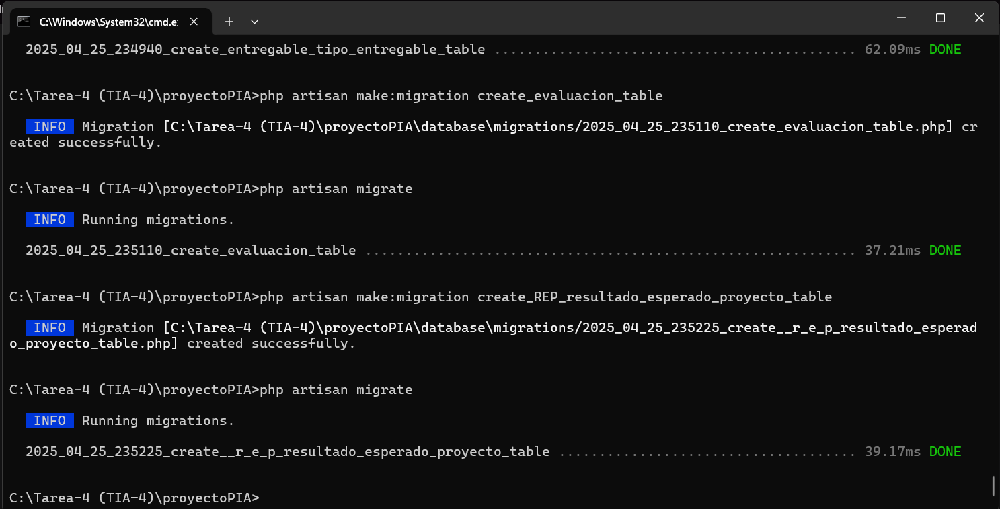 C:\Windows\System32\cmd.e
2025_04_25_234940_create_entregable_tipo_entregable_table ............................................. 62.09ms DONE
C:\Tarea-4 (TIA-4)\proyectoPIA>php artisan make:migration create_evaluacion_table
INFO Migration [C:\Tarea-4 (TIA-4)\proyectoPIA\database\migrations/2025_04_25_235110_create_evaluacion_table.php] cr
eated successfully.
C:\Tarea-4 (TIA-4)\proyectoPIA>php artisan migrate
INFO Running migrations.
2025_04_25_235110_create_evaluacion_table ............................................................. 37.21ms DONE
C:\Tarea-4 (TIA-4)\proyectoPIA>php artisan make:migration create_REP_resultado_esperado_proyecto_table
INFO Migration [C:\Tarea-4 (TIA-4)\proyectoPIA\database\migrations/2025_04_25_235225_create__r_e_p_resultado_esperad
o_proyecto_table.php] created successfully.
C:\Tarea-4 (TIA-4)\proyectoPIA>php artisan migrate
INFO Running migrations.
2025_04_25_235225_create__r_e_p_resultado_esperado_proyecto_table ..................................... 39.17ms DONE
C:\Tarea-4 (TIA-4)\proyectoPIA>